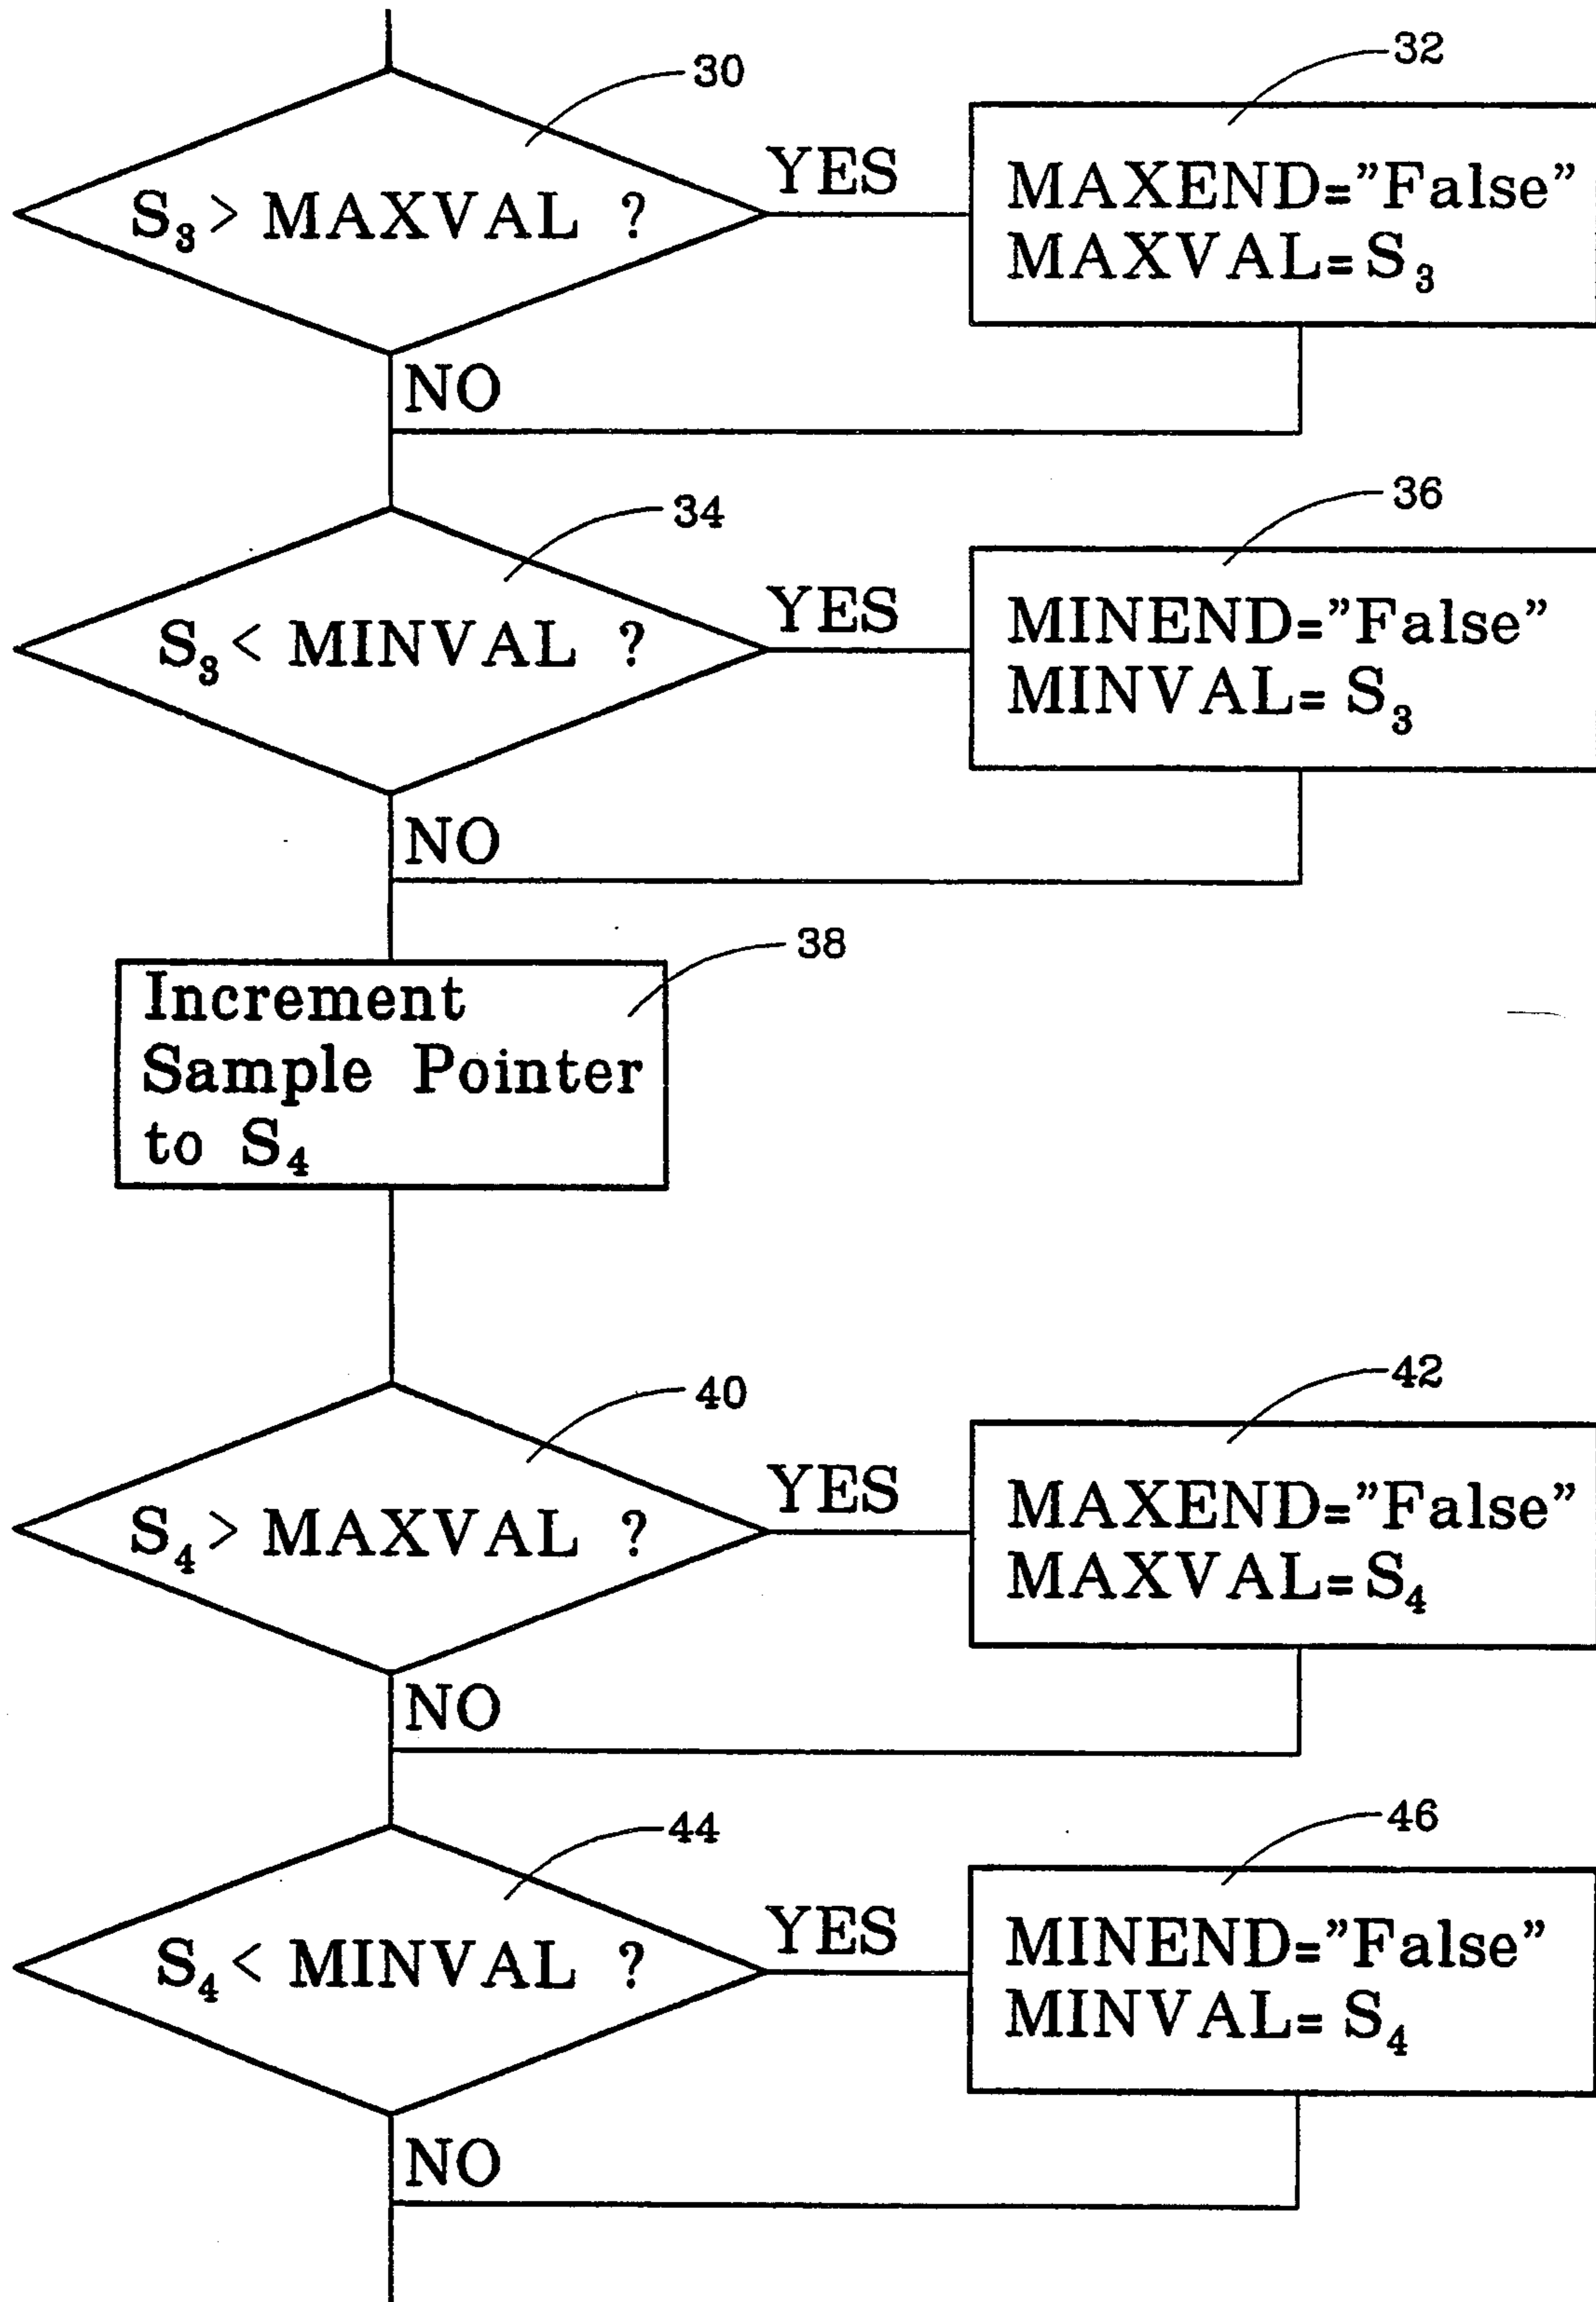 30
32
S₃ > MAXVAL ?
YES
MAXEND="False"
MAXVAL=S₃
NO
34
36
S₃ < MINVAL ?
YES
MINEND="False"
MINVAL= S₃
NO
38
Increment
Sample Pointer
to S₄
40
42
S₄ > MAXVAL ?
YES
MAXEND="False"
MAXVAL=S₄
NO
44
46
S₄ < MINVAL ?
YES
MINEND="False"
MINVAL= S₄
NO